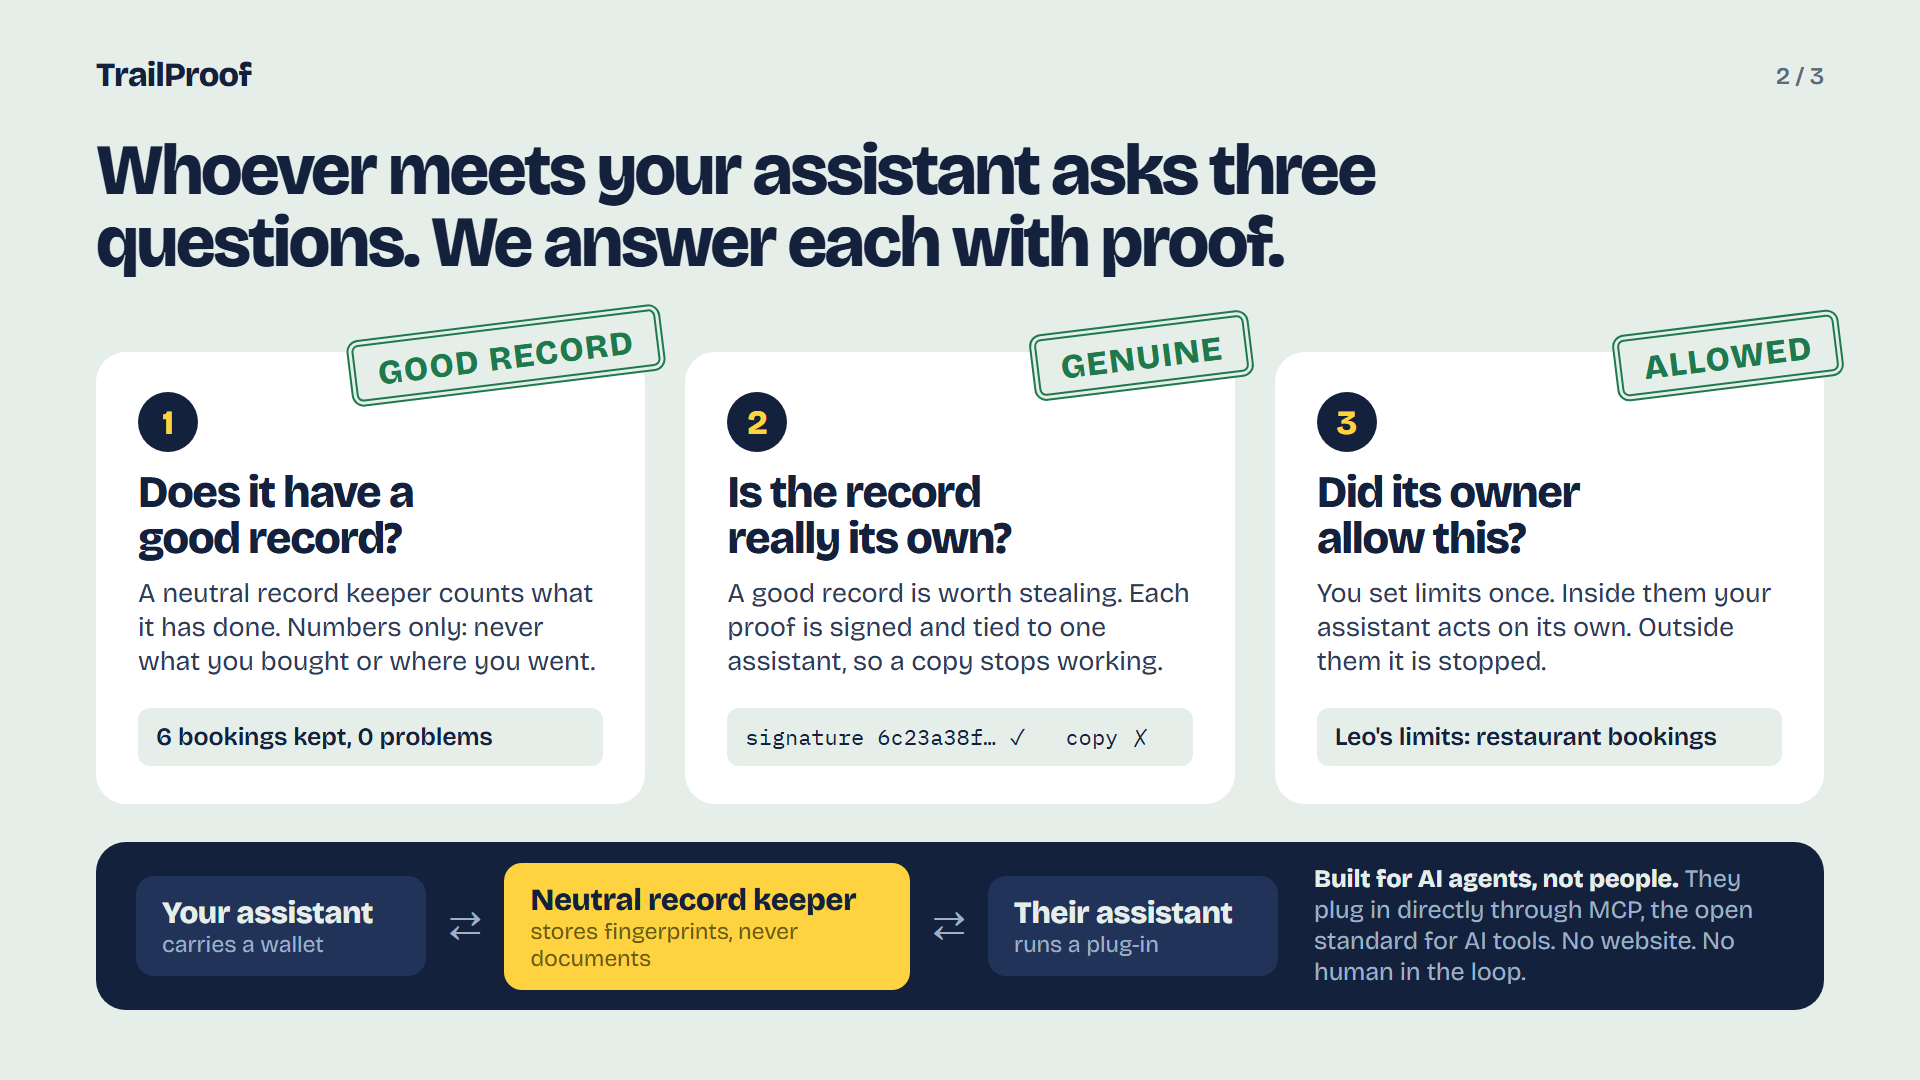 TrailProof
2 / 3
Whoever meets your assistant asks three
questions. We answer each with proof.
GOOD RECORD
1
Does it have a
good record?
A neutral record keeper counts what
it has done. Numbers only: never
what you bought or where you went.
6 bookings kept, 0 problems
GENUINE
2
Is the record
really its own?
A good record is worth stealing. Each
proof is signed and tied to one
assistant, so a copy stops working.
signature 6c23a38f… ✓ copy ✗
ALLOWED
3
Did its owner
allow this?
You set limits once. Inside them your
assistant acts on its own. Outside
them it is stopped.
Leo's limits: restaurant bookings
Your assistant
carries a wallet
⇄
Neutral record keeper
stores fingerprints, never
documents
⇄
Their assistant
runs a plug-in
Built for AI agents, not people. They
plug in directly through MCP, the open
standard for AI tools. No website. No
human in the loop.